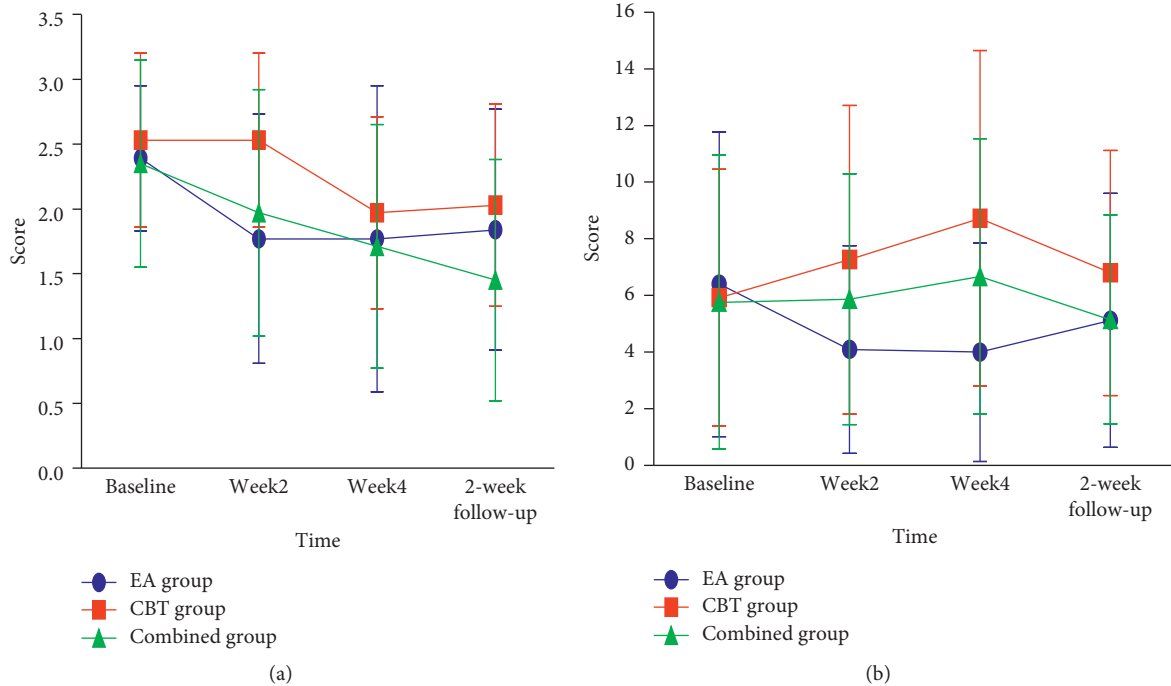 3.5
3.0
2.5
2.0
1.5
1.0
0.5
0.0
Score
Baseline
Week2
Week4
2-week
follow-up
Time
EA group
CBT group
Combined group
(a)
16
14
12
10
8
6
4
2
0
Score
Baseline
Week2
Week4
2-week
follow-up
Time
EA group
CBT group
Combined group
(b)